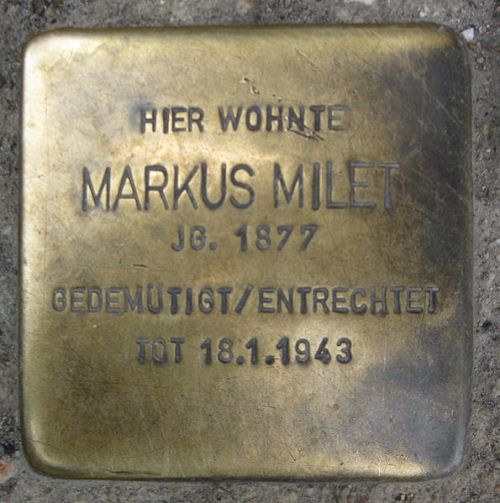 HIER WOHNTE
MARKUS MILET
JG. 1877
GEDEMÜTIGT/ENTRECHTET
TOT 18.1.1943